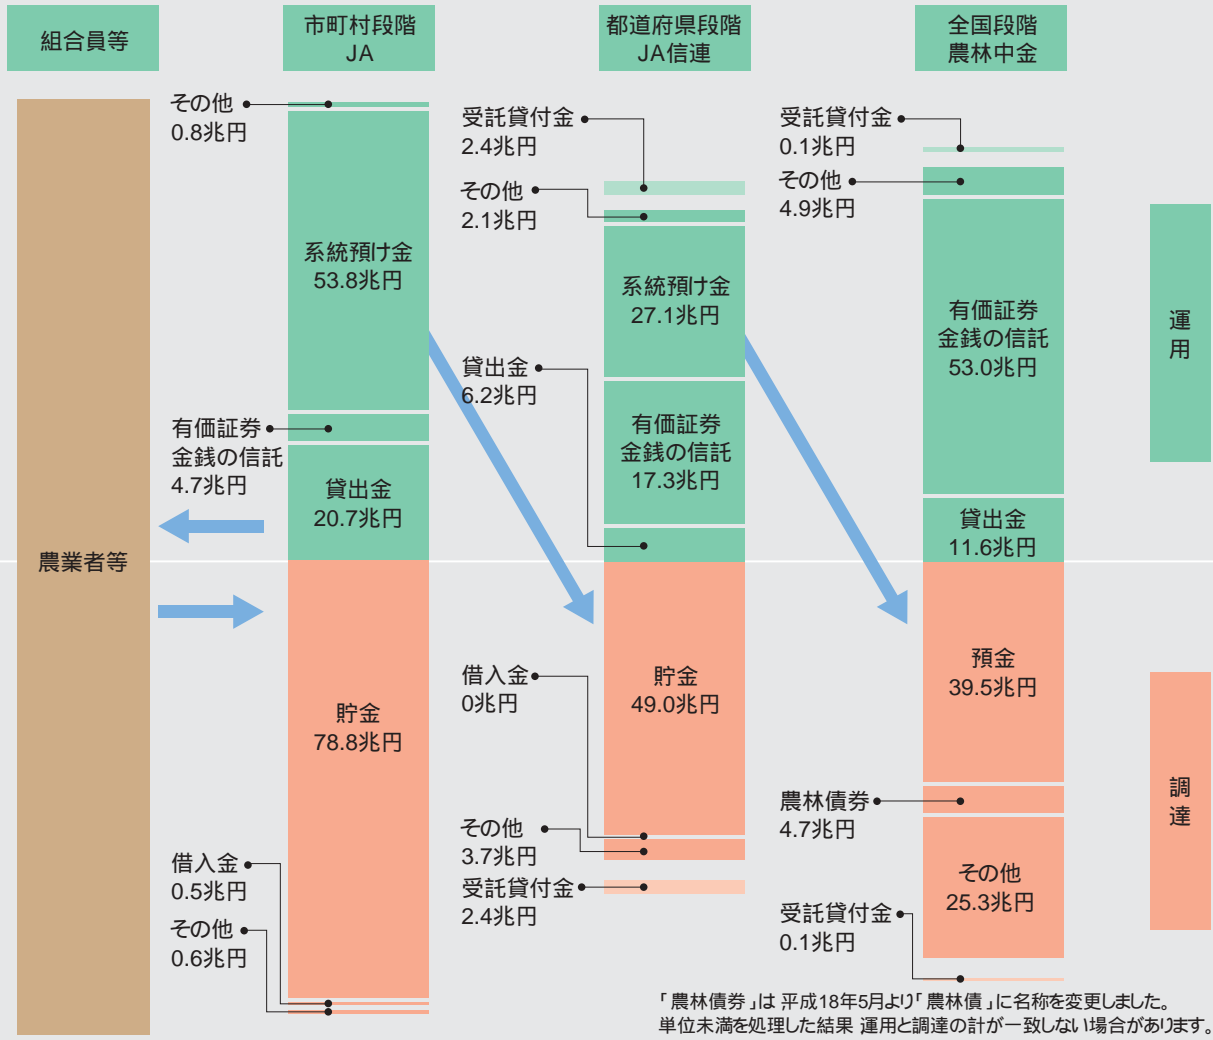 組合員等
市町村段階
JA
都道府県段階
JA信連
全国段階
農林中金
農業者等
その他
0.8兆円
系統預け金
53.8兆円
有価証券
金銭の信託
4.7兆円
貸出金
20.7兆円
貯金
78.8兆円
借入金
0.5兆円
その他
0.6兆円
受託貸付金
2.4兆円
その他
2.1兆円
系統預け金
27.1兆円
有価証券
金銭の信託
17.3兆円
貸出金
6.2兆円
貯金
49.0兆円
借入金
0兆円
その他
3.7兆円
受託貸付金
2.4兆円
受託貸付金
0.1兆円
その他
4.9兆円
有価証券
金銭の信託
53.0兆円
貸出金
11.6兆円
預金
39.5兆円
農林債券
4.7兆円
その他
25.3兆円
受託貸付金
0.1兆円
運用
調達
「農林債券」は 平成18年5月より「農林債」に名称を変更しました。
単位未満を処理した結果 運用と調達の計が一致しない場合があります。